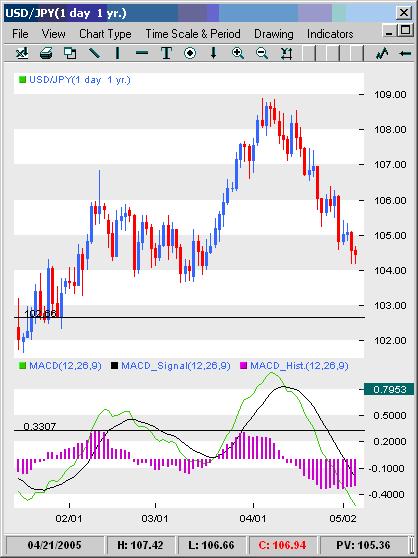 USD/JPY(1 day 1 yr.)
File View Chart Type Time Scale & Period Drawing Indicators
USD/JPY(1 day 1 yr.)
109.00
108.00
107.00
106.00
105.00
104.00
103.00
102.66
102.00
MACD(12,26,9) MACD_Signal(12,26,9) MACD_Hist.(12,26,9)
0.7953
0.5000
0.3307
0.2000
-0.1000
-0.4000
02/01 03/01 04/01 05/02
04/21/2005 H: 107.42 L: 106.66 C: 106.94 PV: 105.36